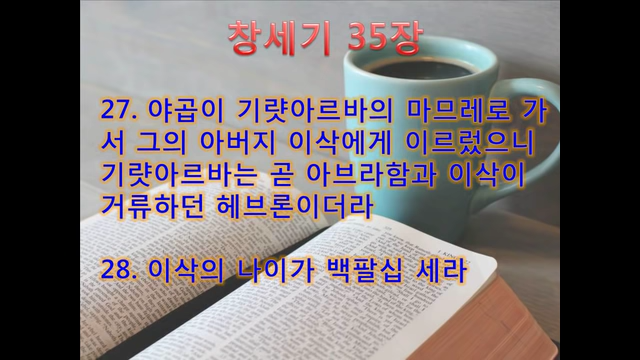 창세기 35장
27. 야곱이 기럇아르바의 마므레로 가
서 그의 아버지 이삭에게 이르렀으니
기럇아르바는 곧 아브라함과 이삭이
거류하던 헤브론이더라
28. 이삭의 나이가 백팔십 세라